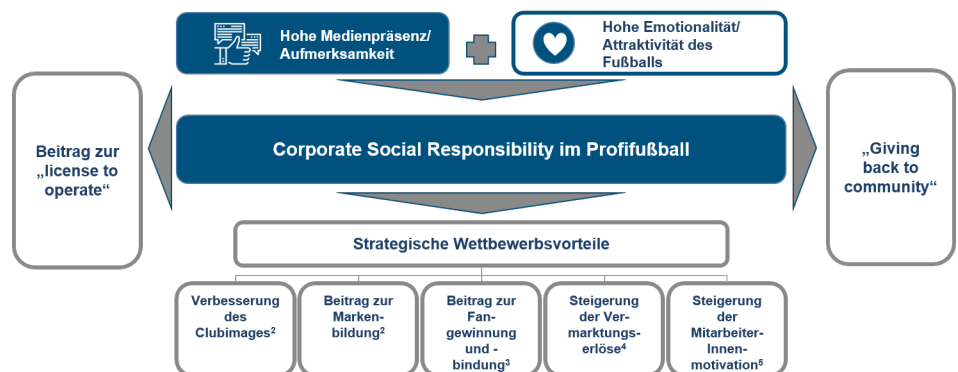 Hohe Medienpräsenz/
Aufmerksamkeit
Hohe Emotionalität/
Attraktivität des
Fußballs
Beitrag zur
„license to
operate“
Corporate Social Responsibility im Profifußball
„Giving
back to
community“
Strategische Wettbewerbsvorteile
Verbesserung
des
Clubimages²
Beitrag zur
Marken-
bildung²
Beitrag zur
Fan-
gewinnung
und -
bindung³
Steigerung
der Ver-
marktungs-
erlöse⁴
Steigerung
der
Mitarbeiter-
Innen-
motivation⁵